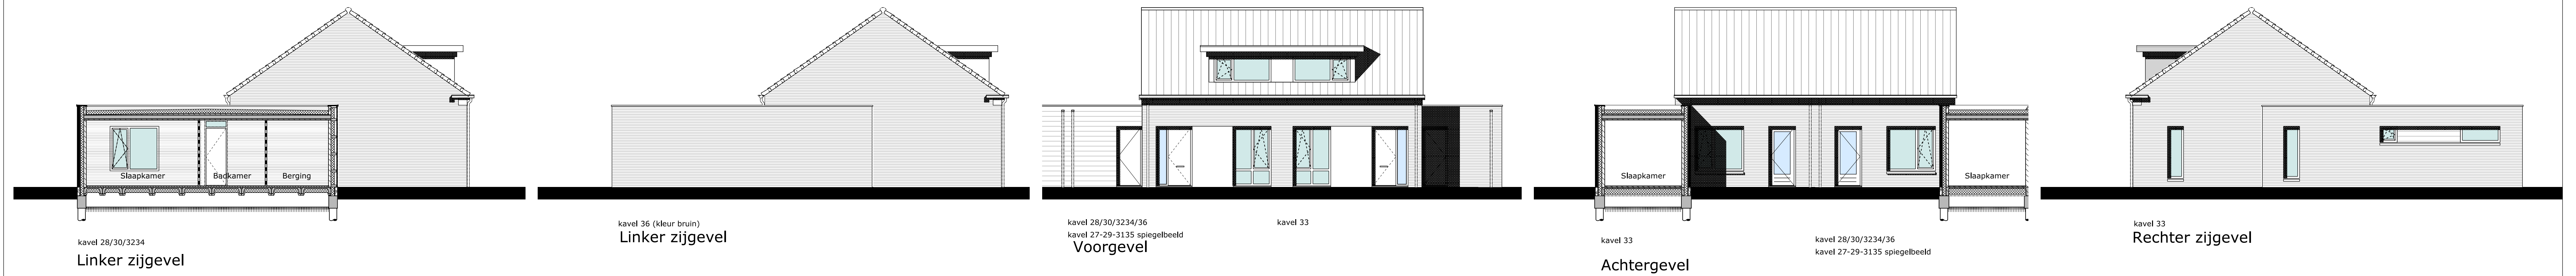 Slaapkamer
Badkamer
Berging
kavel 28/30/3234
Linker zijgevel
kavel 36 (kleur bruin)
Linker zijgevel
kavel 28/30/3234/36
kavel 27-29-3135 spiegelbeeld
Voorgevel
kavel 33
Slaapkamer
Slaapkamer
kavel 33
Achtergevel
kavel 28/30/3234/36
kavel 27-29-3135 spiegelbeeld
kavel 33
Rechter zijgevel